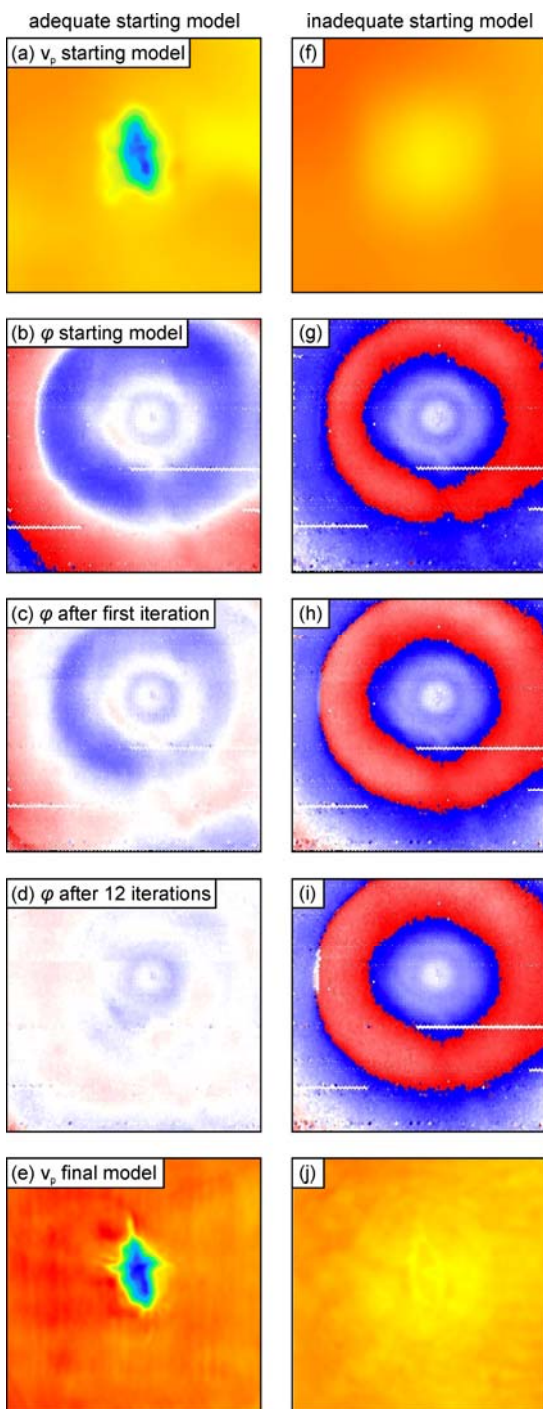 adequate starting model
inadequate starting model
(a) vₚ starting model
(f)
(b) φ starting model
(g)
(c) φ after first iteration
(h)
(d) φ after 12 iterations
(i)
(e) vₚ final model
(j)